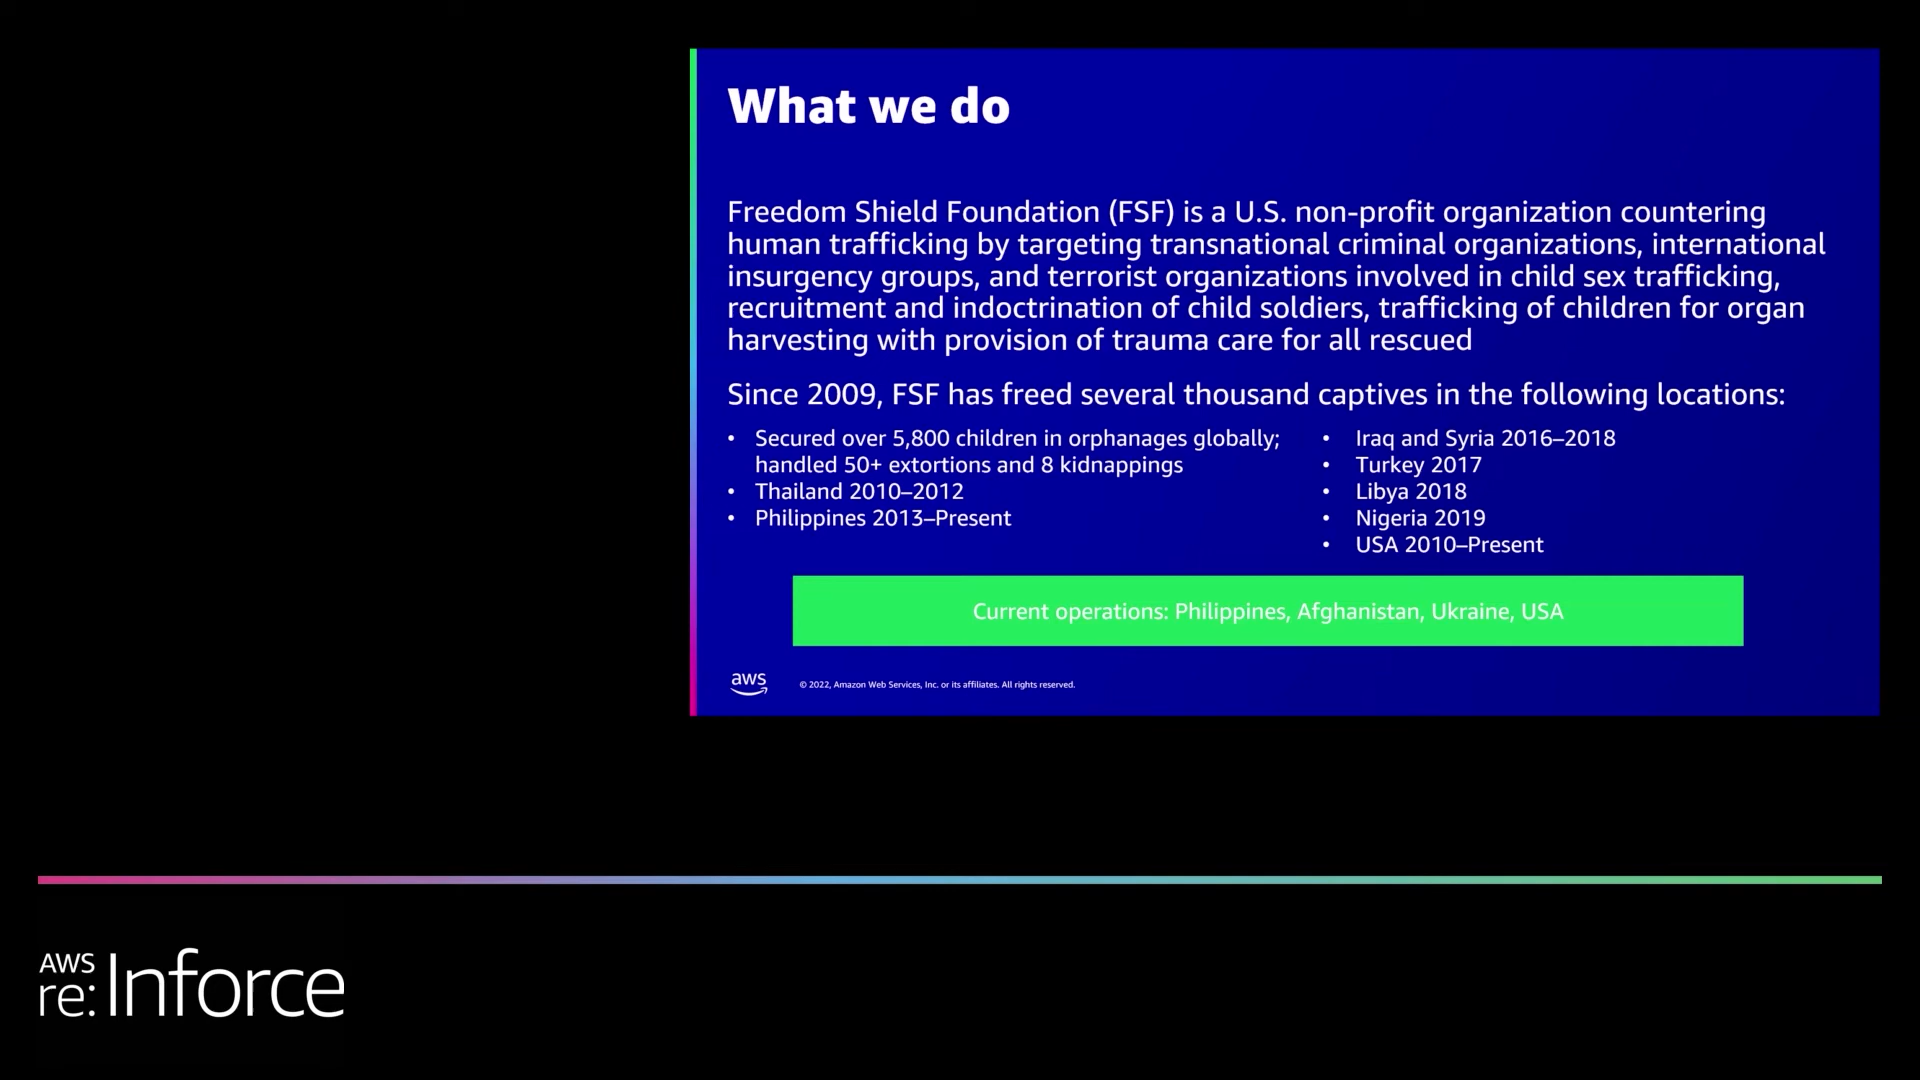 What we do
Freedom Shield Foundation (FSF) is a U.S. non-profit organization countering
human trafficking by targeting transnational criminal organizations, international
insurgency groups, and terrorist organizations involved in child sex trafficking,
recruitment and indoctrination of child soldiers, trafficking of children for organ
harvesting with provision of trauma care for all rescued
Since 2009, FSF has freed several thousand captives in the following locations:
• Secured over 5,800 children in orphanages globally;
handled 50+ extortions and 8 kidnappings
• Thailand 2010–2012
• Philippines 2013–Present
• Iraq and Syria 2016–2018
• Turkey 2017
• Libya 2018
• Nigeria 2019
• USA 2010–Present
Current operations: Philippines, Afghanistan, Ukraine, USA
aws
© 2022, Amazon Web Services, Inc. or its affiliates. All rights reserved.
AWS
re:Inforce